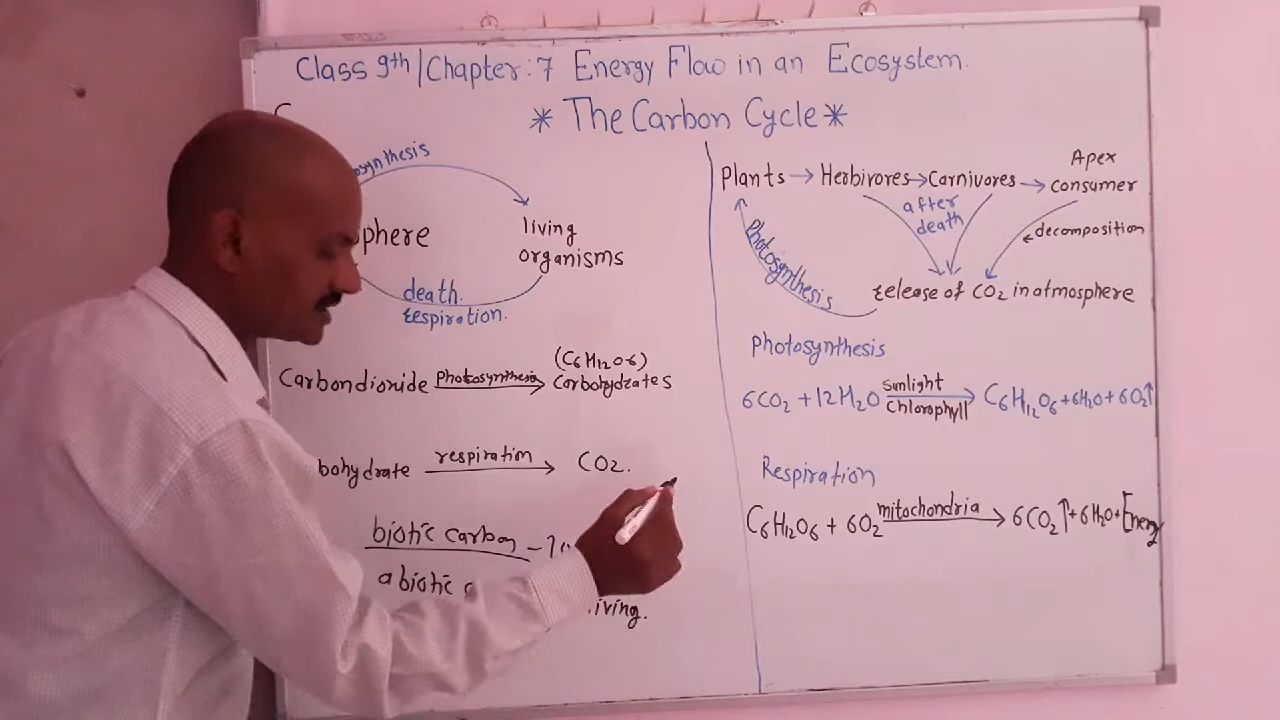 Class 9th | Chapter: 7 Energy Flow in an Ecosystem.
* The Carbon Cycle *
osynthesis
phere
living
organisms
death.
respiration.
(C6H12O6)
Carbondioxide Photosynthesis Carbohydrates
bohydrate respiration CO2.
biotic carbon –
abiotic
living.
Plants → Herbivores → Carnivores → Apex
consumer
after
death
decomposition
Photosynthesis
release of CO2 in atmosphere
Photosynthesis
6CO2 + 12H2O Sunlight → C6H12O6 + 6H2O + 6O2↑
Chlorophyll
Respiration
C6H12O6 + 6O2 mitochondria → 6CO2↑ + 6H2O + Energy